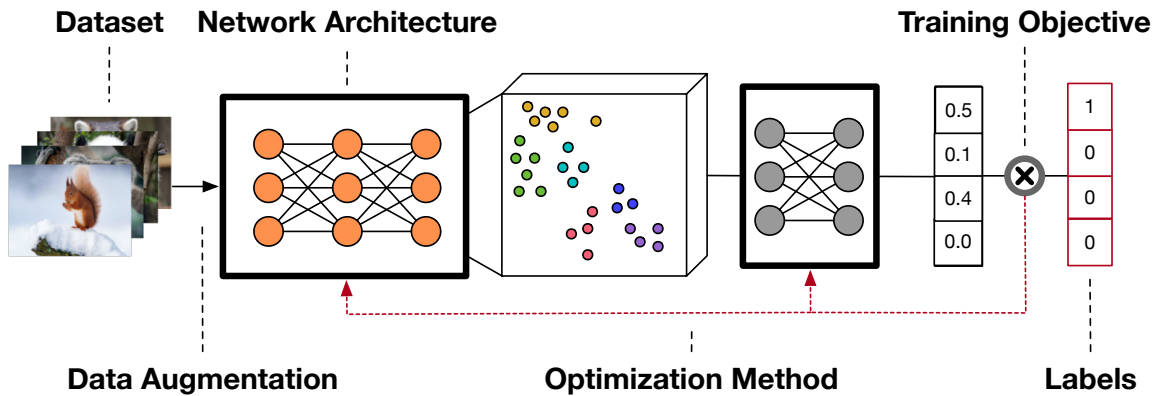 Dataset
Network Architecture
Training Objective
0.5
0.1
0.4
0.0
1
0
0
0
Data Augmentation
Optimization Method
Labels